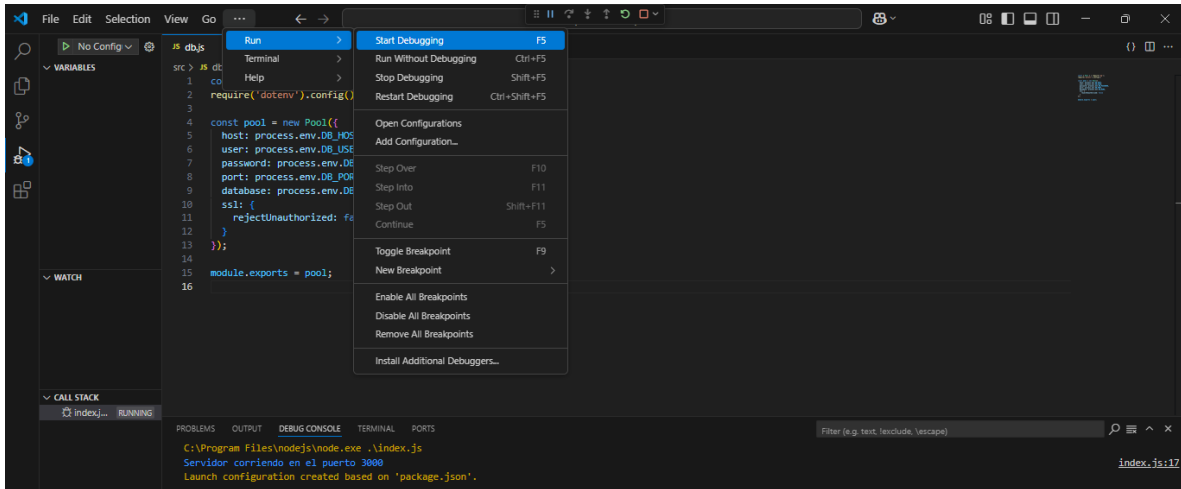 File Edit Selection View Go ...
No Config
JS db.js
VARIABLES
src > JS db
1 co
2 require('dotenv').config()
3
4 const pool = new Pool({
5 host: process.env.DB_HOS
6 user: process.env.DB_USE
7 password: process.env.DB
8 port: process.env.DB_POR
9 database: process.env.DB
10 ssl: {
11 rejectUnauthorized: fa
12 }
13 });
14
15 module.exports = pool;
16
Run
Terminal
Help
Start Debugging F5
Run Without Debugging Ctrl+F5
Stop Debugging Shift+F5
Restart Debugging Ctrl+Shift+F5
Open Configurations
Add Configuration...
Step Over F10
Step Into F11
Step Out Shift+F11
Continue F5
Toggle Breakpoint F9
New Breakpoint
Enable All Breakpoints
Disable All Breakpoints
Remove All Breakpoints
Install Additional Debuggers...
1
WATCH
CALL STACK
index.j... RUNNING
PROBLEMS OUTPUT DEBUG CONSOLE TERMINAL PORTS
Filter (e.g. text, !exclude, \escape)
C:\Program Files\nodejs\node.exe .\index.js
Servidor corriendo en el puerto 3000 index.js:17
Launch configuration created based on 'package.json'.